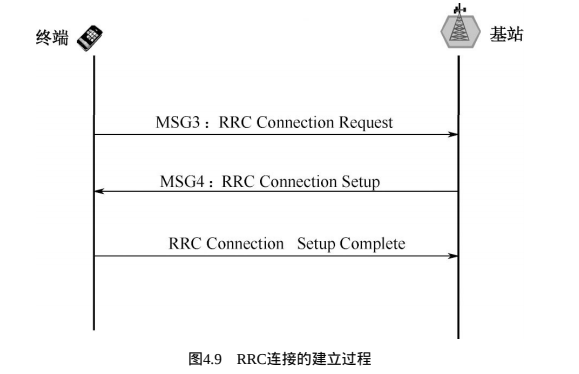 终端
基站
MSG3：RRC Connection Request
MSG4：RRC Connection Setup
RRC Connection Setup Complete
图4.9 RRC连接的建立过程